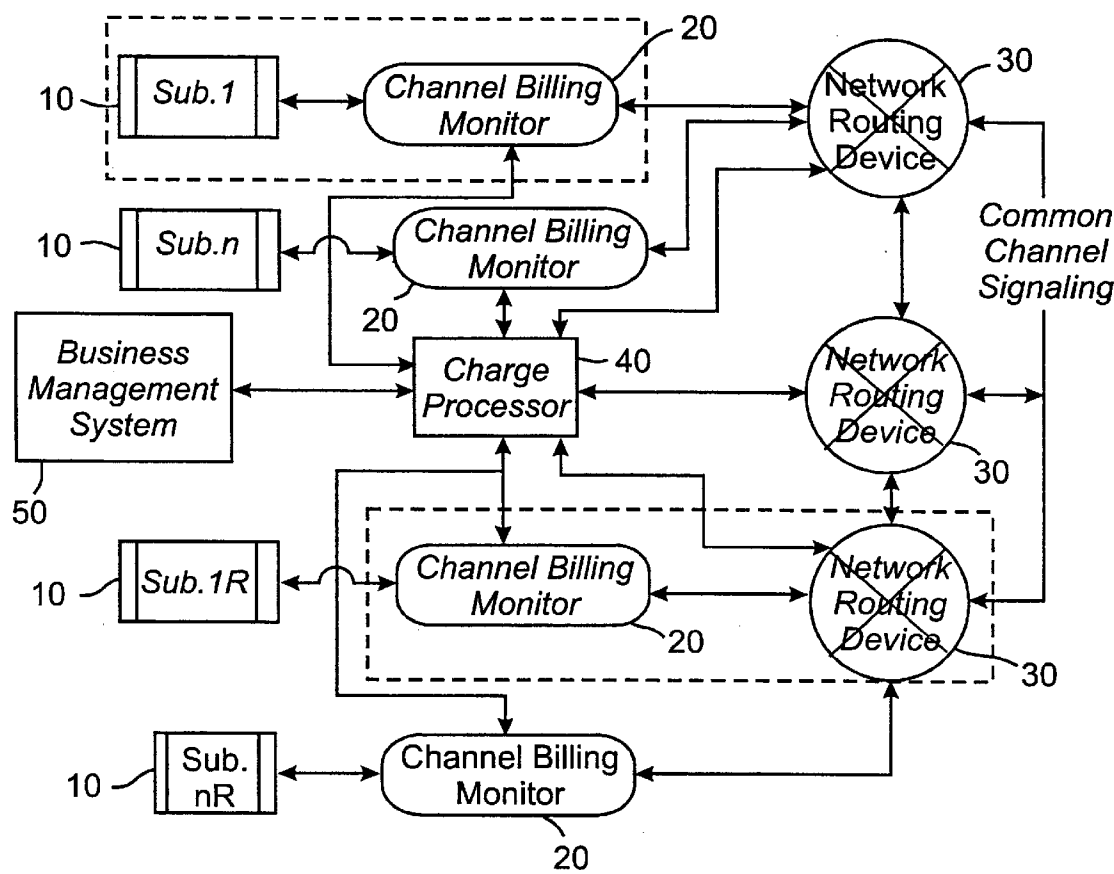 20
30
10
Sub.1
Channel Billing
Monitor
Network
Routing
Device
10
Sub.n
Channel Billing
Monitor
20
Common
Channel
Signaling
Business
Management
System
50
Charge
Processor
40
Network
Routing
Device
30
10
Sub.1R
Channel Billing
Monitor
20
Network
Routing
Device
30
10
Sub.
nR
Channel Billing
Monitor
20